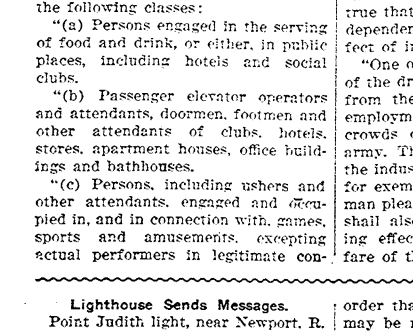 the following classes:
"(a) Persons engaged in the serving
of food and drink, or either, in public
places, including hotels and social
clubs.
"(b) Passenger elevator operators
and attendants, doormen, footmen and
other attendants of clubs, hotels,
stores, apartment houses, office build-
ings and bathhouses.
"(c) Persons, including ushers and
other attendants, engaged and occu-
pied in, and in connection with, games,
sports and amusements, excepting
actual performers in legitimate con-
Lighthouse Sends Messages.
Point Judith light, near Newport, R.
true that
dependen
fect of i
"One o
of the dr
from the
employm
crowds
army. Th
the indus
for exem
man plea
shall als
ing effec
fare of t
order tha
may be